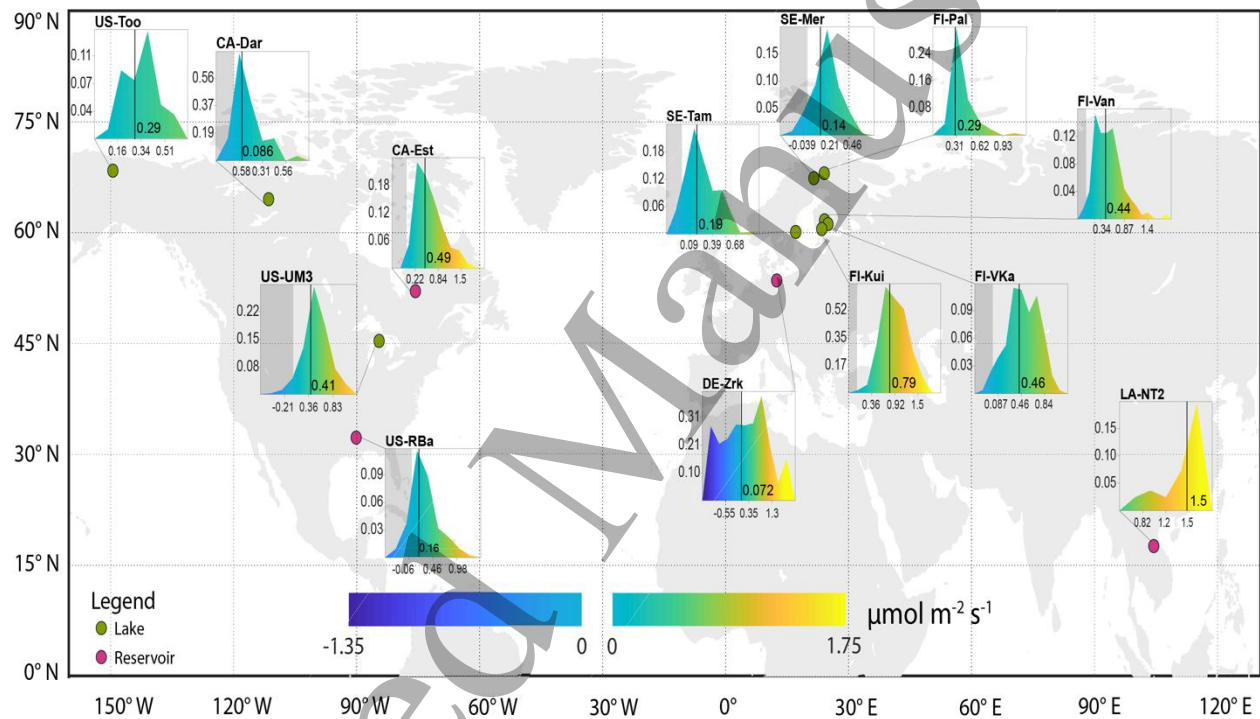 90° N
75° N
60° N
45° N
30° N
15° N
0° N
US-Too
0.11
0.07
0.04
0.29
0.16 0.34 0.51
CA-Dar
0.56
0.37
0.19
0.086
0.58 0.31 0.56
CA-Est
0.18
0.12
0.06
0.49
0.22 0.84 1.5
US-UM3
0.22
0.15
0.08
0.41
-0.21 0.36 0.83
US-RBa
0.09
0.06
0.03
0.16
-0.06 0.46 0.98
SE-Tam
0.18
0.12
0.06
0.19
0.09 0.39 0.68
SE-Mer
0.15
0.10
0.05
0.14
-0.039 0.21 0.46
FI-Pal
0.24
0.16
0.08
0.29
0.31 0.62 0.93
FI-Van
0.12
0.08
0.04
0.44
0.34 0.87 1.4
FI-Kui
0.52
0.35
0.17
0.79
0.36 0.92 1.5
FI-VKa
0.09
0.06
0.03
0.46
0.087 0.46 0.84
DE-Zrk
0.31
0.21
0.10
0.072
-0.55 0.35 1.3
LA-NT2
0.15
0.10
0.05
1.5
0.82 1.2 1.5
Legend
Lake
Reservoir
-1.35 0 0 1.75
µmol m⁻² s⁻¹
150° W 120° W 90° W 60° W 30° W 0° 30° E 60° E 90° E 120° E